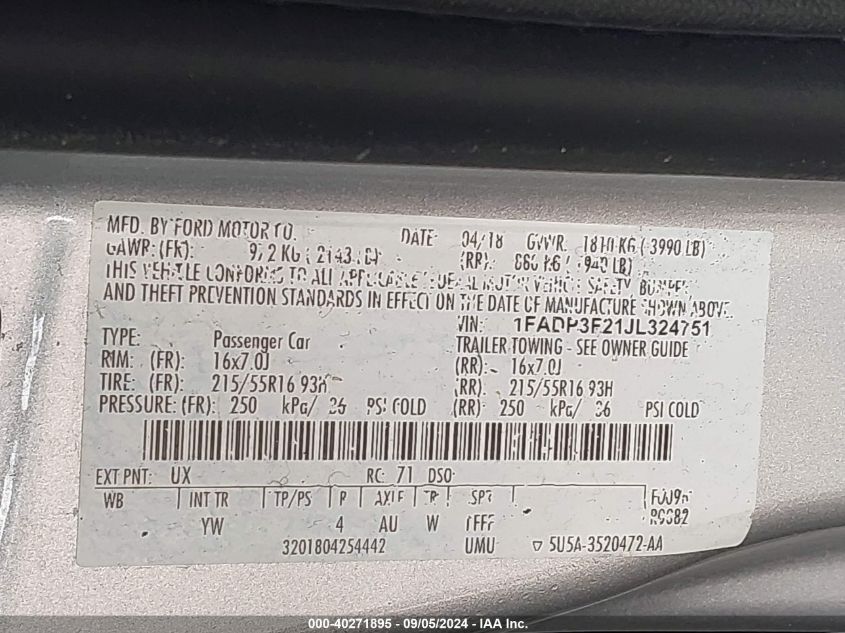 MFD. BY FORD MOTOR CO.
DATE: 04/18 GVWR: 1810 KG ( 3990 LB)
GAWR: (FR): 972 KG ( 2143 LB) (RR):
THIS VEHICLE CONFORMS TO ALL APPLICABLE FEDERAL MOTOR VEHICLE SAFETY, BUMPER,
AND THEFT PREVENTION STANDARDS IN EFFECT ON THE DATE OF MANUFACTURE SHOWN ABOVE.
VIN: 1FADP3F21JL324751
TYPE: Passenger Car TRAILER TOWING - SEE OWNER GUIDE
RIM: (FR): 16x7.0J (RR): 16x7.0J
TIRE: (FR): 215/55R16 93H (RR): 215/55R16 93H
PRESSURE: (FR): 250 kPa/ 36 PSI COLD (RR): 250 kPa/ 36 PSI COLD
EXT PNT: UX RC: 71 DSO:
WB INT TR TP/PS R AXLE TR SPR
YW 4 AU W
3201804254442 UMU ▽ 5U5A-3520472-AA
000-40271895 - 09/05/2024 - IAA Inc.